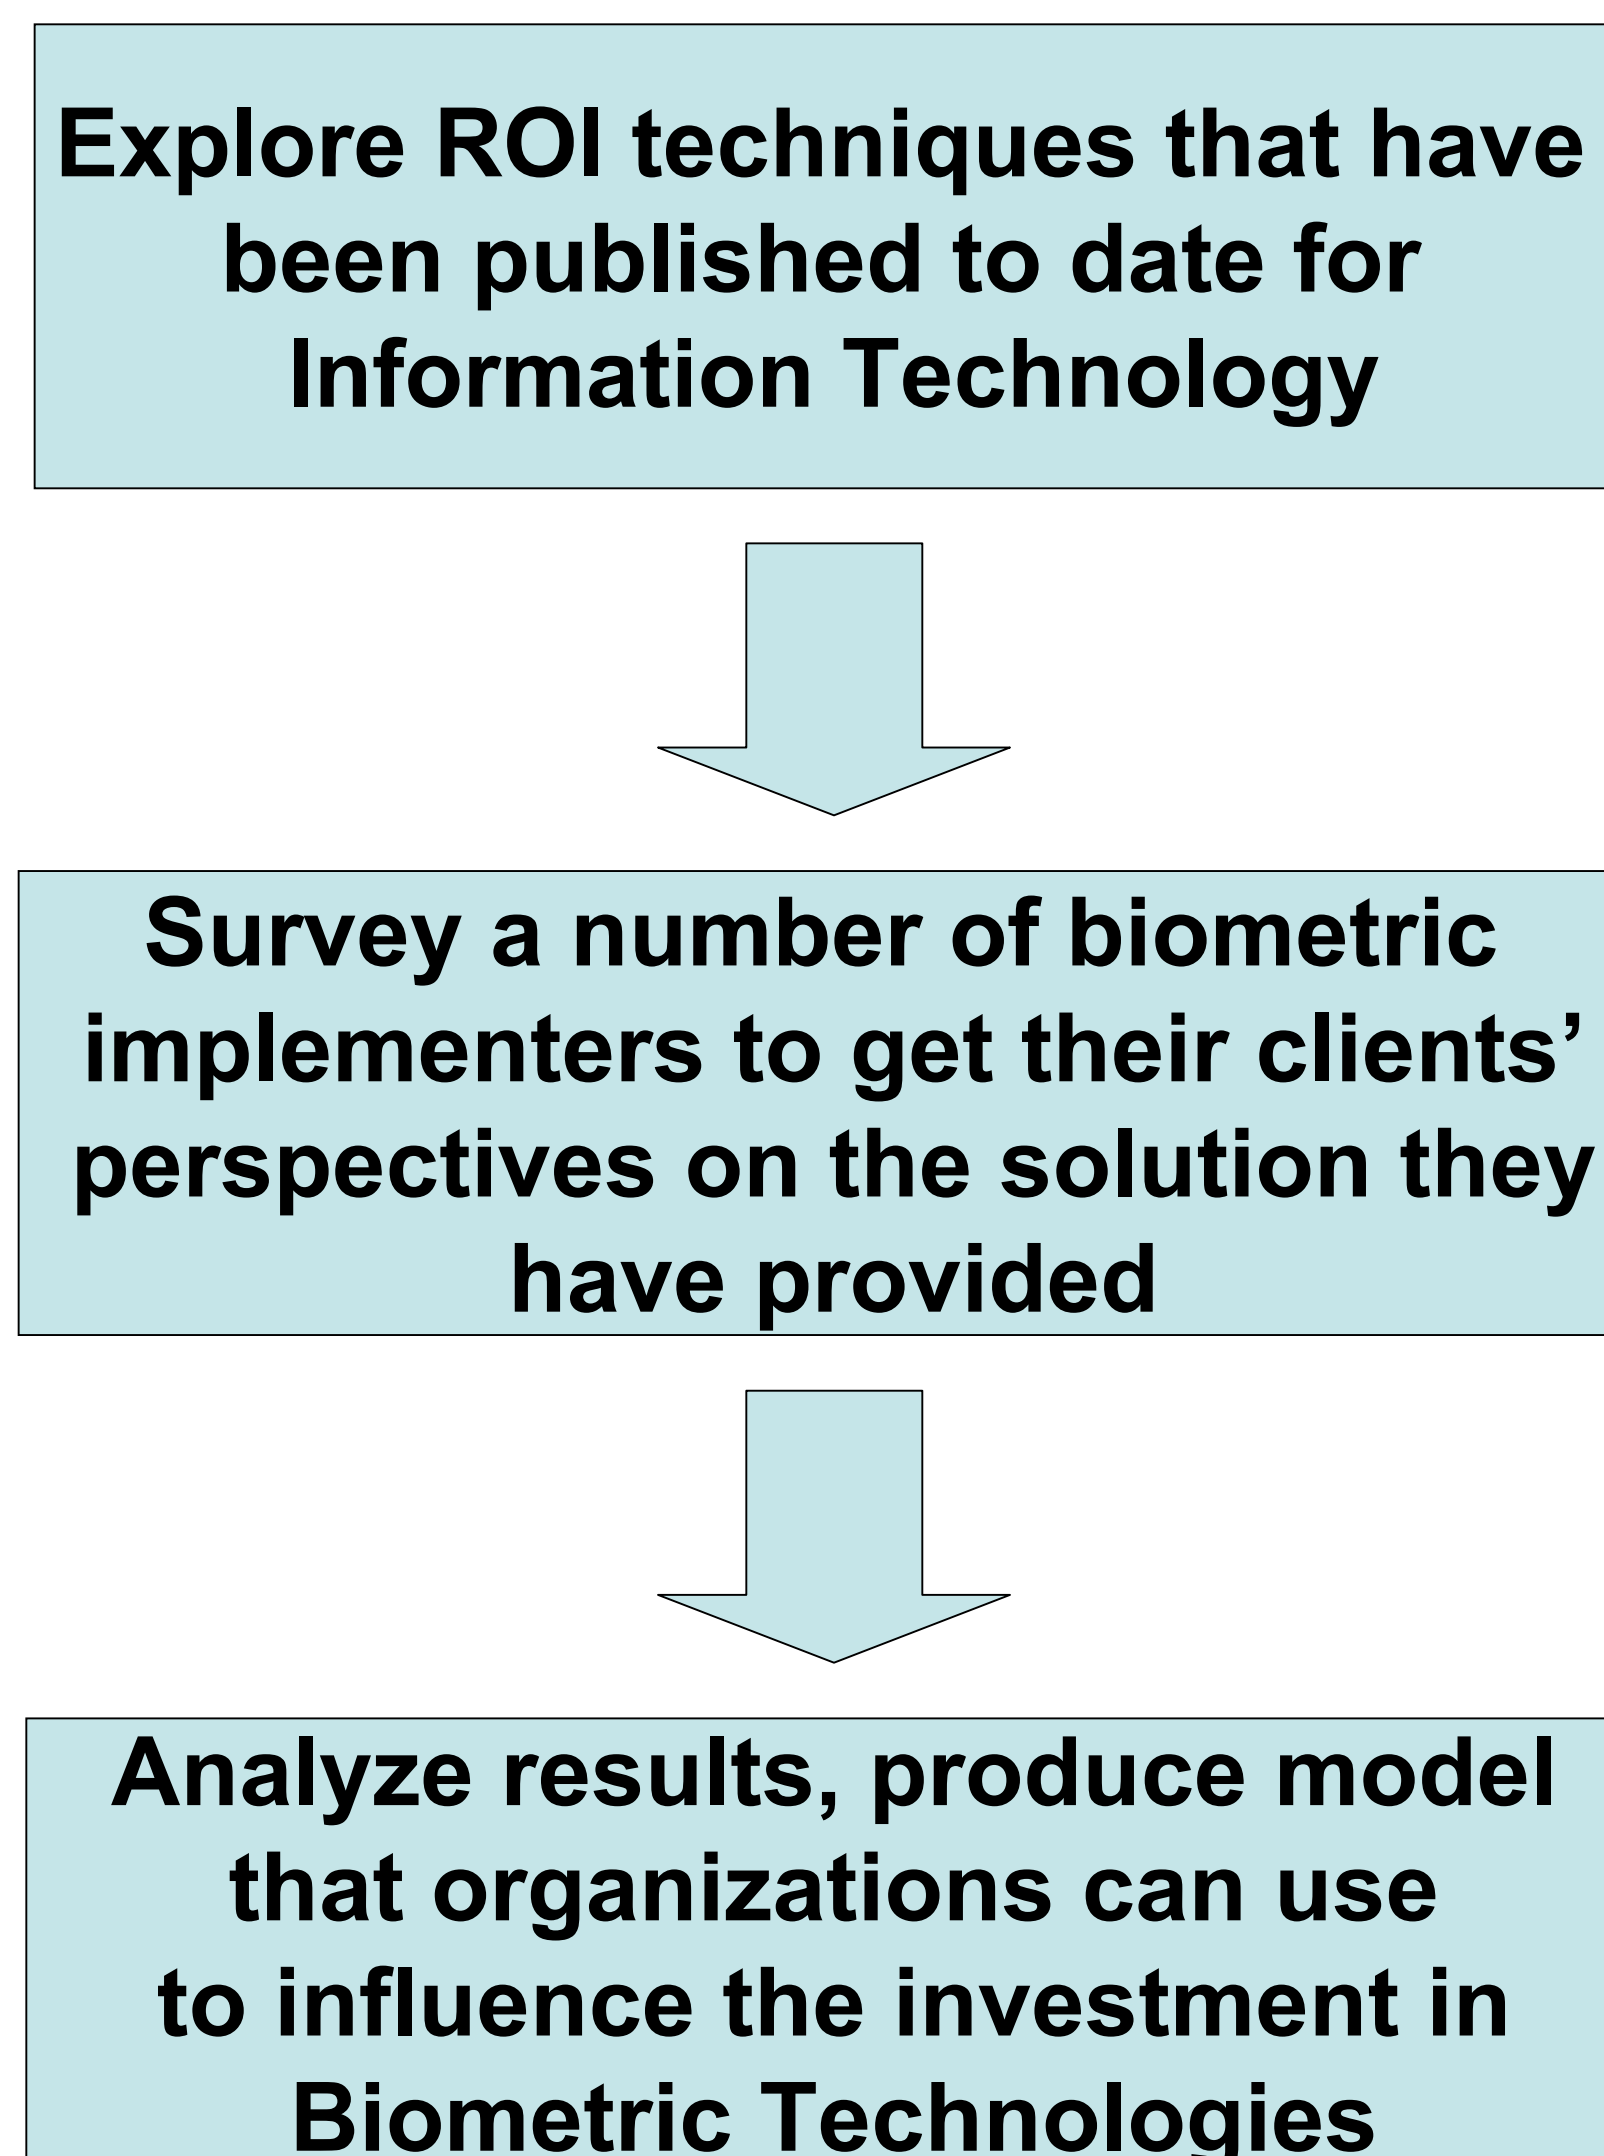 Explore ROI techniques that have
been published to date for
Information Technology
Survey a number of biometric
implementers to get their clients’
perspectives on the solution they
have provided
Analyze results, produce model
that organizations can use
to influence the investment in
Biometric Technologies